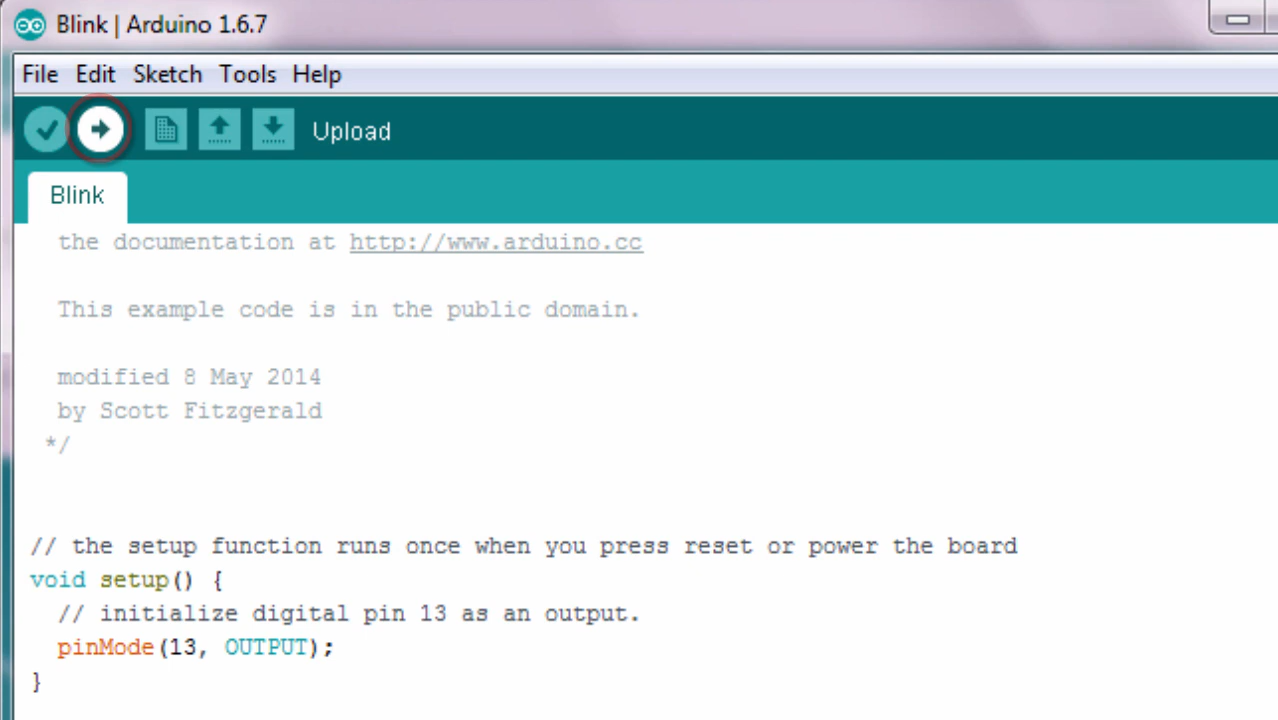 Blink | Arduino 1.6.7
File Edit Sketch Tools Help
Upload
Blink
the documentation at http://www.arduino.cc
This example code is in the public domain.
modified 8 May 2014
by Scott Fitzgerald
*/
// the setup function runs once when you press reset or power the board
void setup() {
// initialize digital pin 13 as an output.
pinMode(13, OUTPUT);
}